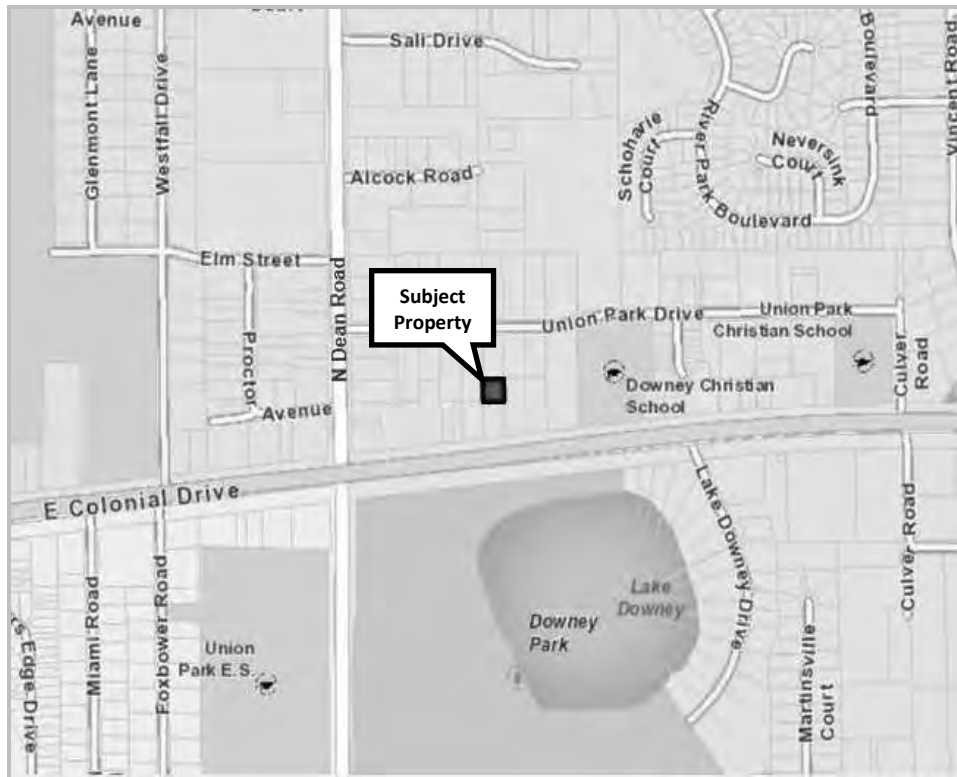 Avenue
Sali Drive
Glenmont Lane
Westfall Drive
Boulevard
Vincent Road
River Park Boulevard
Schoharie
Court
Neversink
Court
Alcock Road
Elm Street
N Dean Road
Subject
Property
Union Park Drive
Union Park
Christian School
Proctor
Avenue
Downey Christian
School
Culver
Road
E Colonial Drive
Lake Downey Drive
Culver Road
Miami Road
Foxbower Road
Lake
Downey
Downey
Park
Union
Park E.S.
Edge Drive
Martinsville
Court